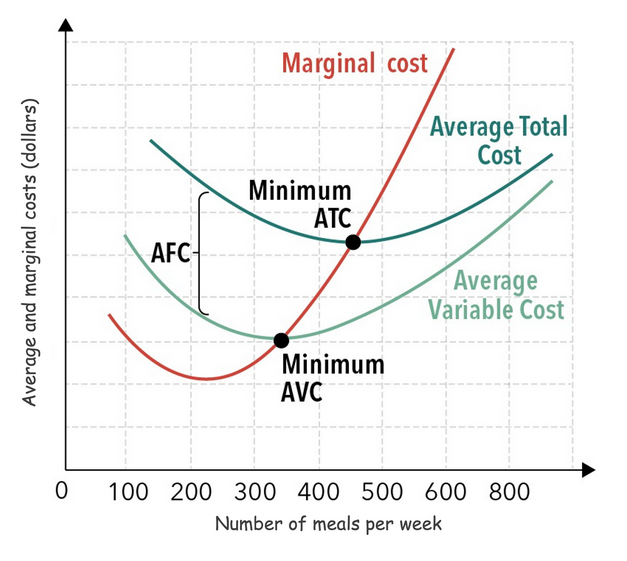 Marginal cost
Average Total
Cost
Minimum
ATC
AFC
Average
Variable Cost
Minimum
AVC
Average and marginal costs (dollars)
0 100 200 300 400 500 600 700 800
Number of meals per week